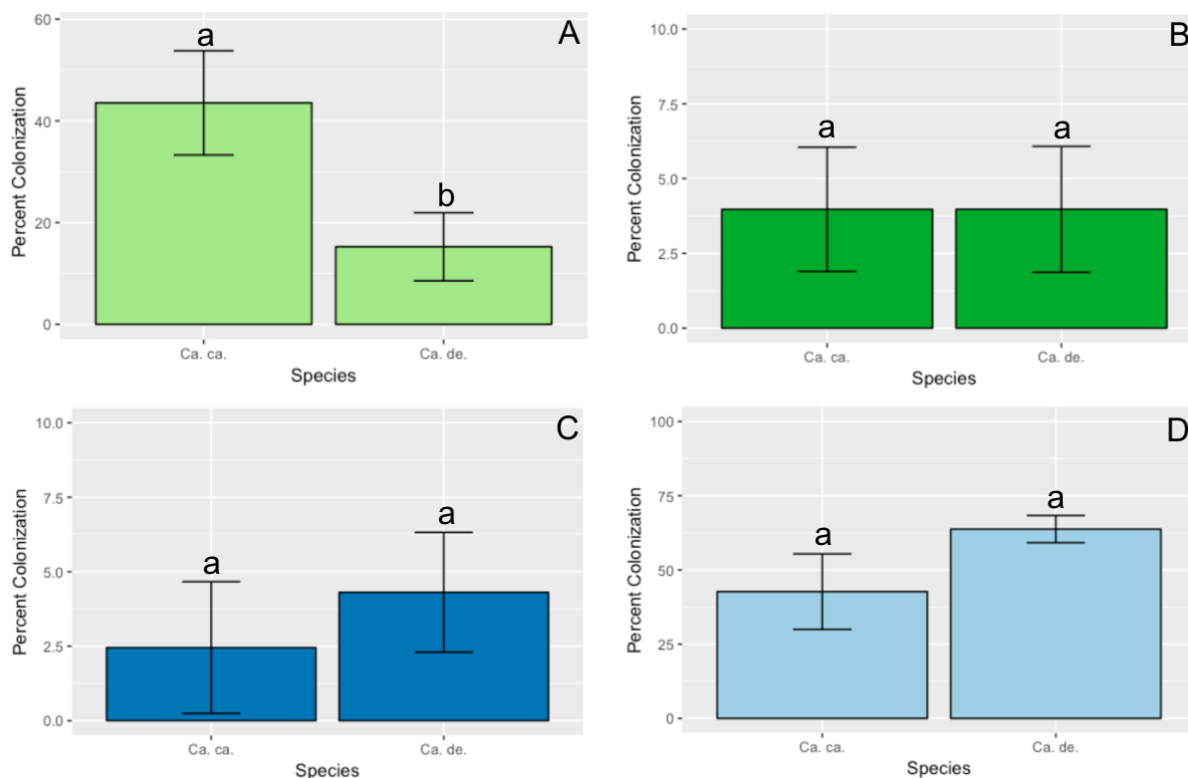 A
Percent Colonization
60
40
20
0
a
b
Ca. ca.
Ca. de.
Species
B
Percent Colonization
10.0
7.5
5.0
2.5
0.0
a
a
Ca. ca.
Ca. de.
Species
C
Percent Colonization
10.0
7.5
5.0
2.5
0.0
a
a
Ca. ca.
Ca. de.
Species
D
Percent Colonization
100
75
50
25
0
a
a
Ca. ca.
Ca. de.
Species